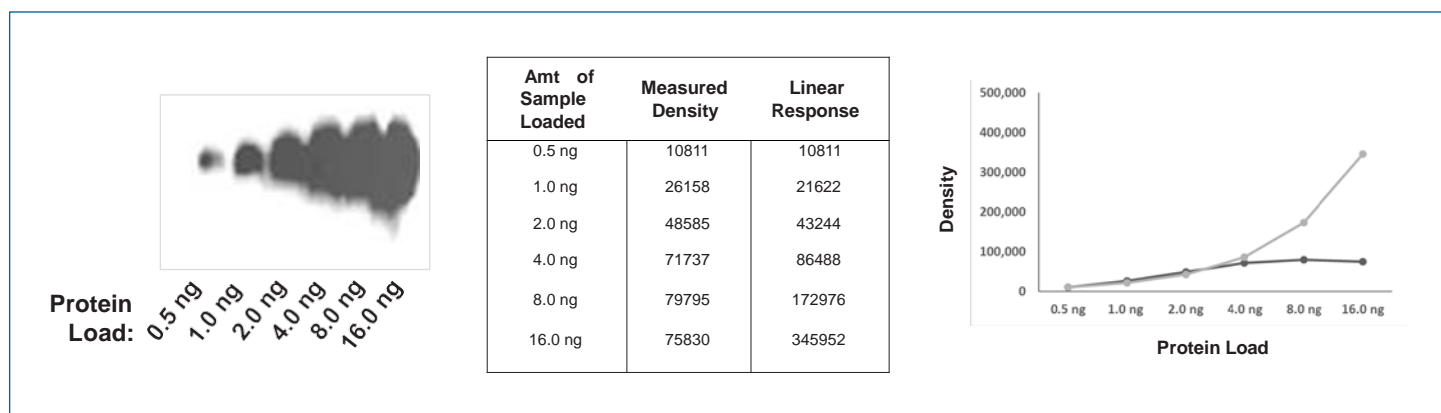 Protein
Load:
0.5 ng
1.0 ng
2.0 ng
4.0 ng
8.0 ng
16.0 ng
Amt of
Sample
Loaded
Measured
Density
Linear
Response
0.5 ng 10811 10811
1.0 ng 26158 21622
2.0 ng 48585 43244
4.0 ng 71737 86488
8.0 ng 79795 172976
16.0 ng 75830 345952
Density
500,000
400,000
300,000
200,000
100,000
0
0.5 ng 1.0 ng 2.0 ng 4.0 ng 8.0 ng 16.0 ng
Protein Load